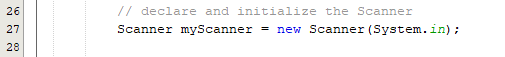 26 // declare and initialize the Scanner
27 Scanner myScanner = new Scanner(System.in);
28